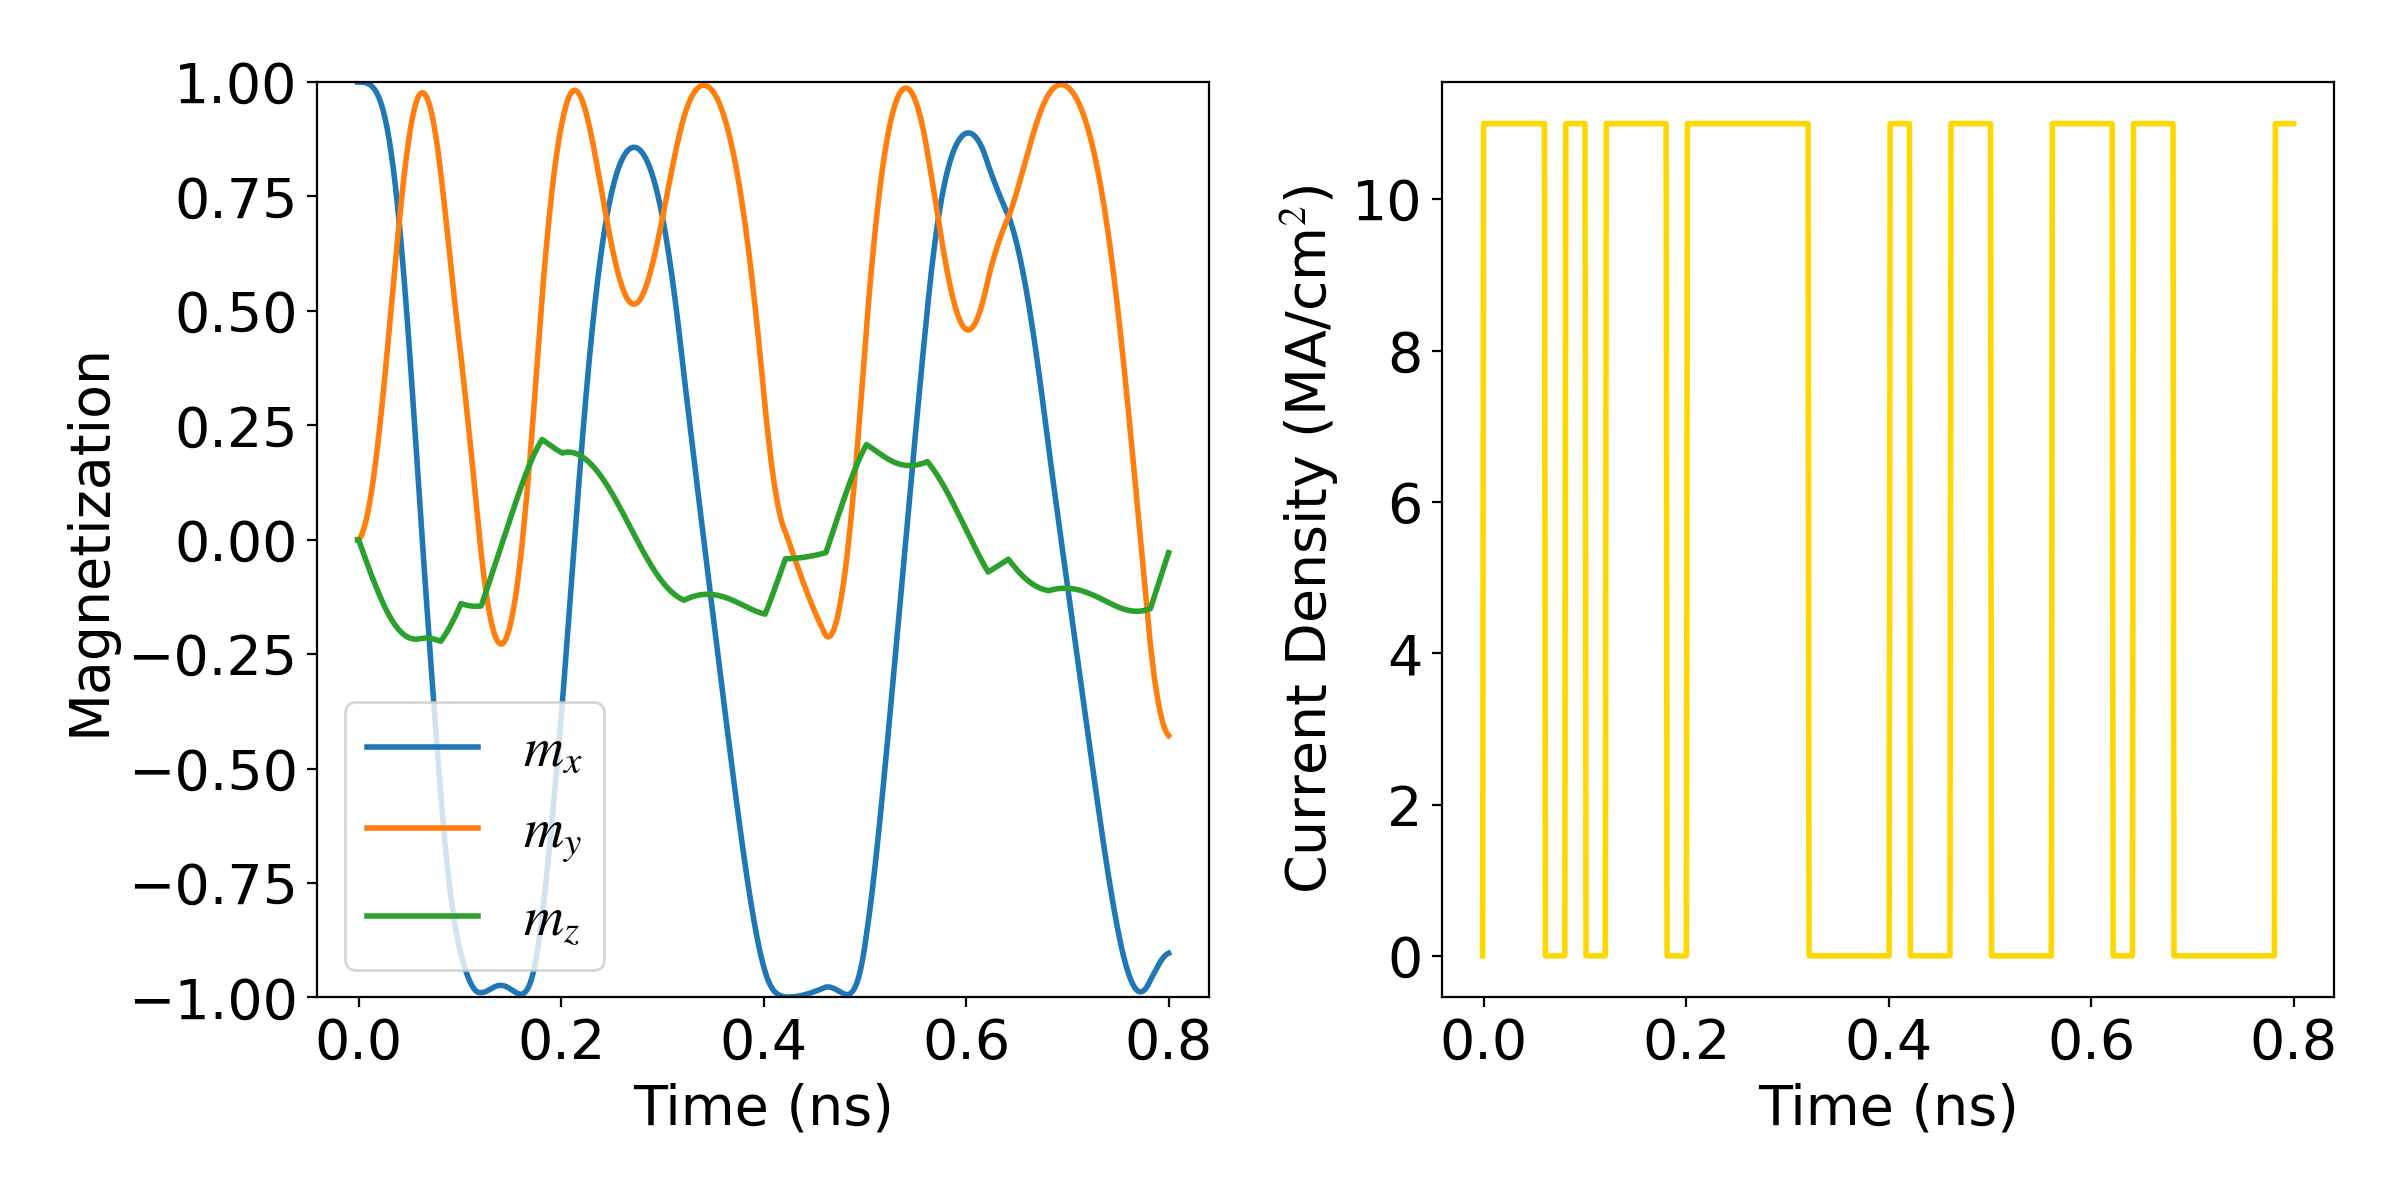 1.00
0.75
0.50
0.25
0.00
−0.25
−0.50
−0.75
−1.00
Magnetization
m_x
m_y
m_z
0.0 0.2 0.4 0.6 0.8
Time (ns)
10
8
6
4
2
0
Current Density (MA/cm²)
0.0 0.2 0.4 0.6 0.8
Time (ns)